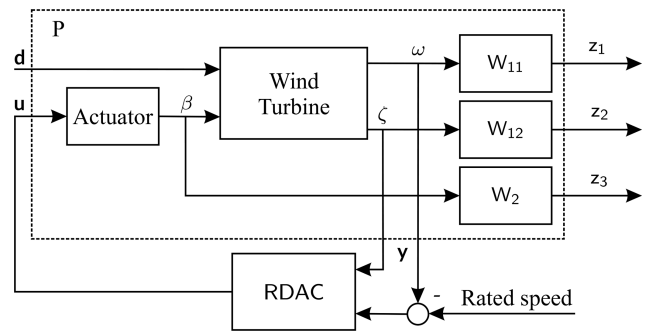 P
d
ω
W11
z1
Wind
Turbine
u
Actuator
β
ζ
W12
z2
W2
z3
y
RDAC
-
Rated speed